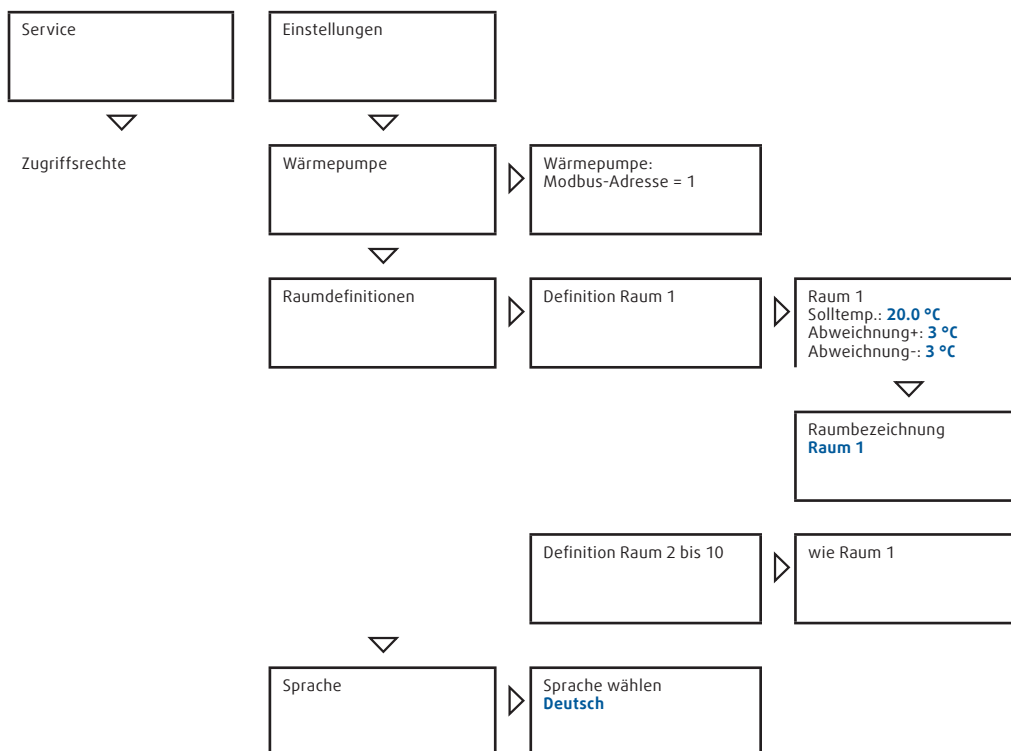 Service
Einstellungen
Zugriffsrechte
Wärmepumpe
Wärmepumpe:
Modbus-Adresse = 1
Raumdefinitionen
Definition Raum 1
Raum 1
Solltemp.: 20.0 °C
Abweichnung+: 3 °C
Abweichnung-: 3 °C
Raumbezeichnung
Raum 1
Definition Raum 2 bis 10
wie Raum 1
Sprache
Sprache wählen
Deutsch